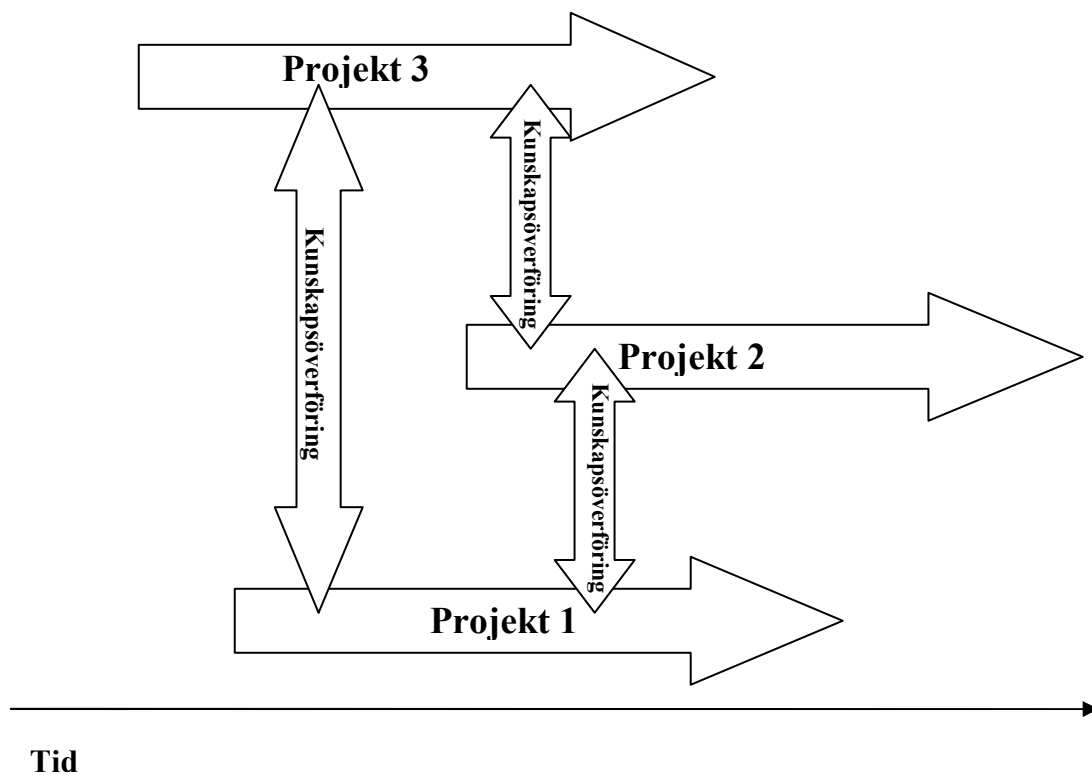 Projekt 3
Kunskapsöverföring
Kunskapsöverföring
Projekt 2
Kunskapsöverföring
Projekt 1
Tid